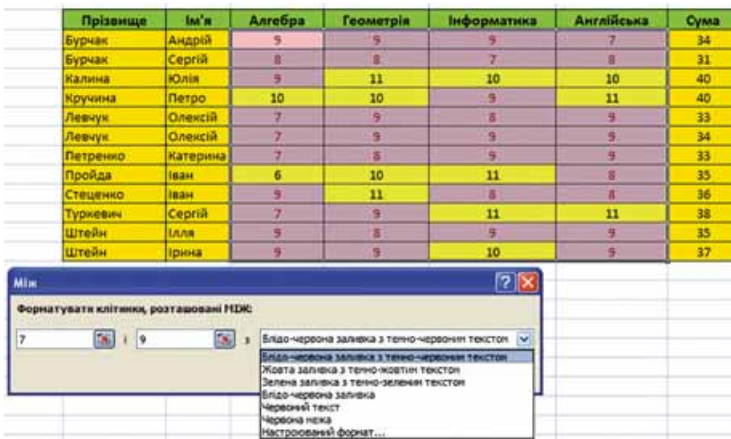 Прізвище Ім'я Алгебра Геометрія Інформатика Англійська Сума
Бурчак Андрій 9 9 9 7 34
Бурчак Сергій 8 8 7 8 31
Калина Юлія 9 11 10 10 40
Кручина Петро 10 10 9 11 40
Левчук Олексій 7 9 8 9 33
Левчук Олексій 7 9 9 9 34
Петренко Катерина 7 8 9 9 33
Пройда Іван 6 10 11 8 35
Стеценко Іван 9 11 8 8 36
Туркевич Сергій 7 9 11 11 38
Штейн Ілля 9 8 9 9 35
Штейн Ірина 9 9 10 9 37
Між
Форматувати клітинки, розташовані МІЖ:
7 і 9 з Блідо-червона заливка з темно-червоним текстом
Блідо-червона заливка з темно-червоним текстом
Жовта заливка з темно-жовтим текстом
Зелена заливка з темно-зеленим текстом
Блідо-червона заливка
Червоний текст
Червона межа
Настроюваний формат...